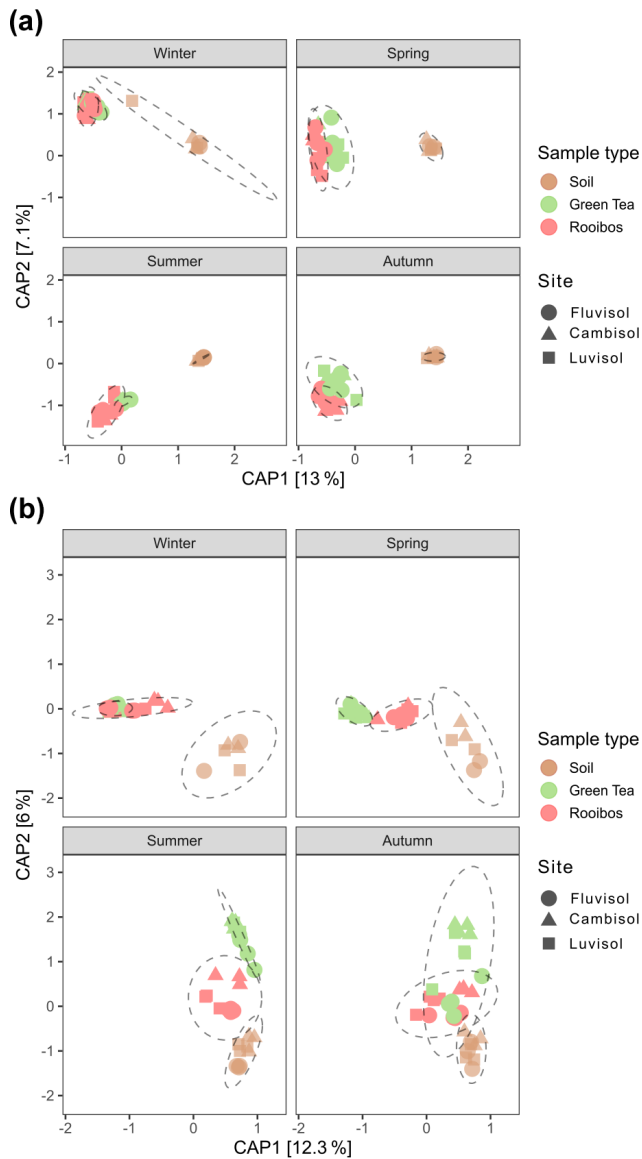 (a)
Winter
Spring
2
1
0
-1
Sample type
Soil
Green Tea
Rooibos
CAP2 [7.1%]
Summer
Autumn
2
1
0
-1
Site
Fluvisol
Cambisol
Luvisol
-1 0 1 2 -1 0 1 2
CAP1 [13 %]
(b)
Winter
Spring
3
2
1
0
-1
-2
Sample type
Soil
Green Tea
Rooibos
CAP2 [6 %]
Summer
Autumn
3
2
1
0
-1
-2
Site
Fluvisol
Cambisol
Luvisol
-2 -1 0 1 -2 -1 0 1
CAP1 [12.3 %]